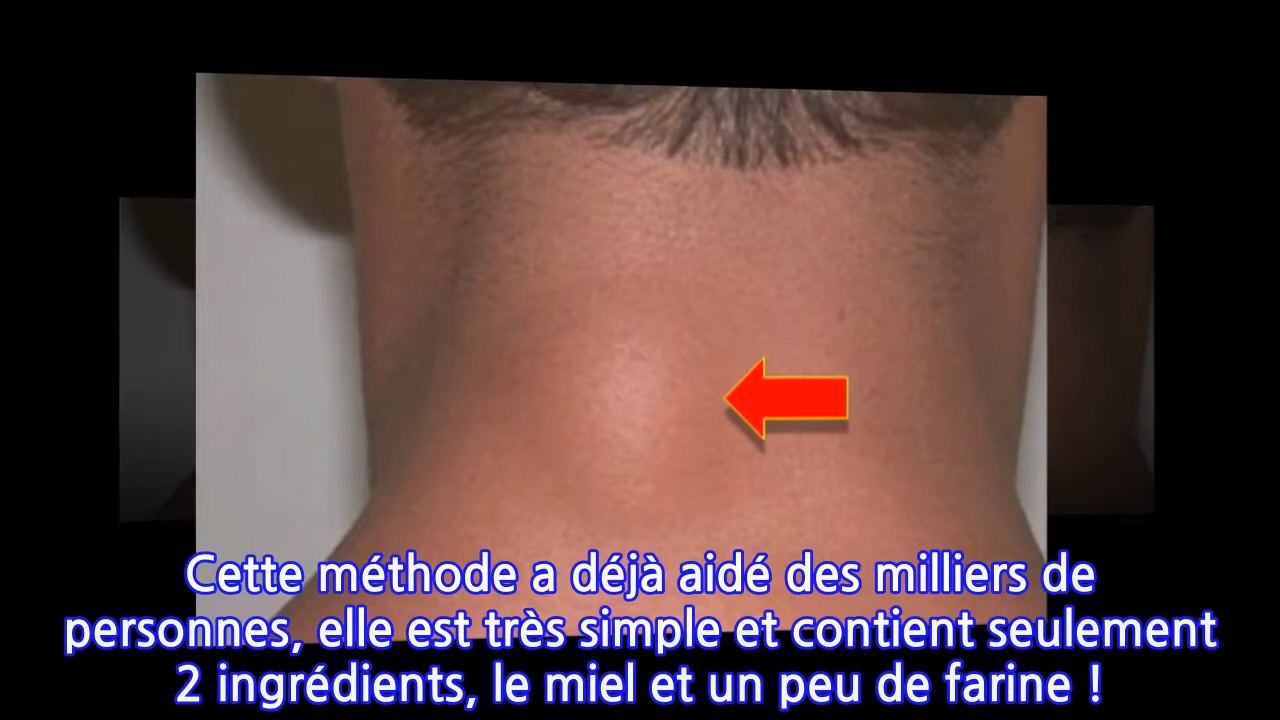 Cette méthode a déjà aidé des milliers de
personnes, elle est très simple et contient seulement
2 ingrédients, le miel et un peu de farine !